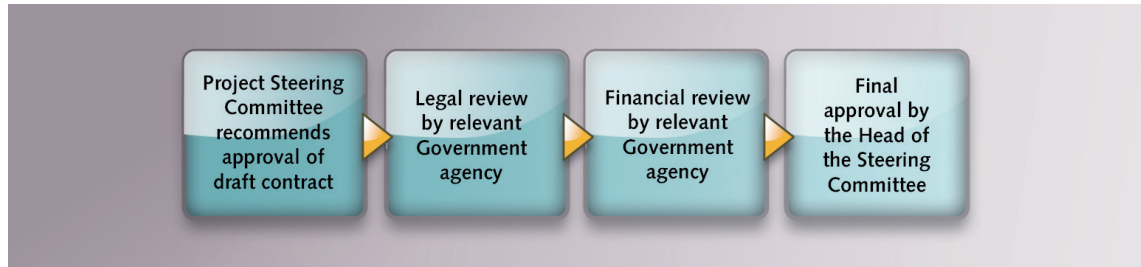 Project Steering
Committee
recommends
approval of
draft contract
Legal review
by relevant
Government
agency
Financial review
by relevant
Government
agency
Final
approval by
the Head of
the Steering
Committee